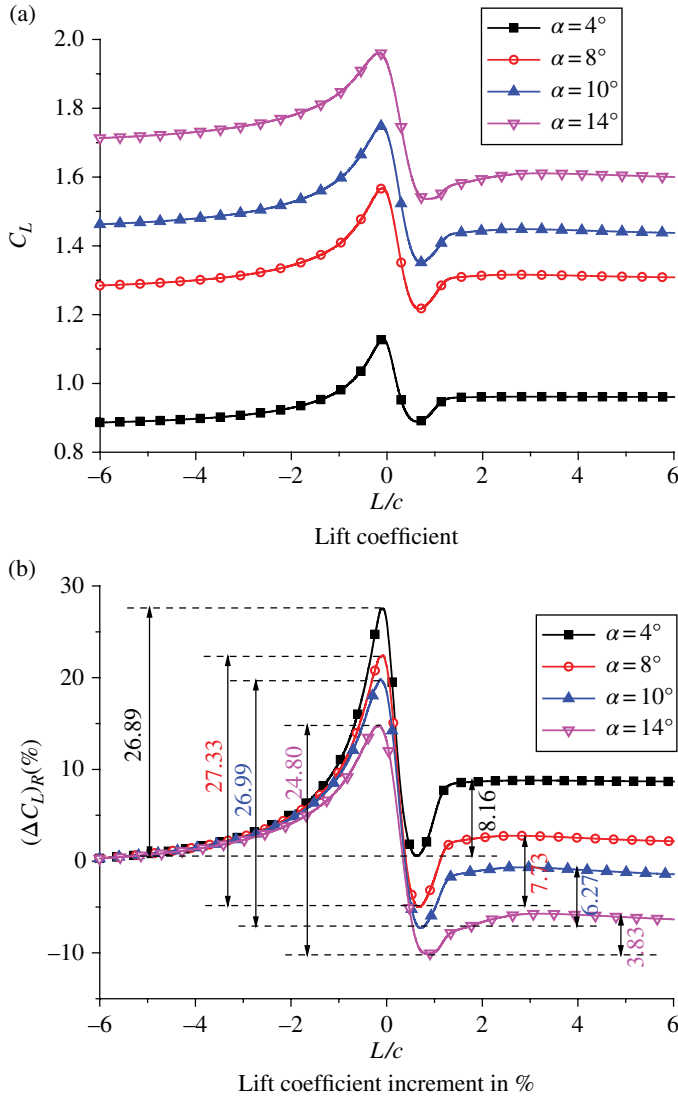 (a)
2.0
1.8
1.6
1.4
1.2
1.0
0.8
C_L
α = 4°
α = 8°
α = 10°
α = 14°
–6 –4 –2 0 2 4 6
L/c
Lift coefficient
(b)
30
20
10
0
–10
(ΔC_L)_R(%)
α = 4°
α = 8°
α = 10°
α = 14°
26.89
27.33
26.99
24.80
8.16
7.73
6.27
3.83
–6 –4 –2 0 2 4 6
L/c
Lift coefficient increment in %